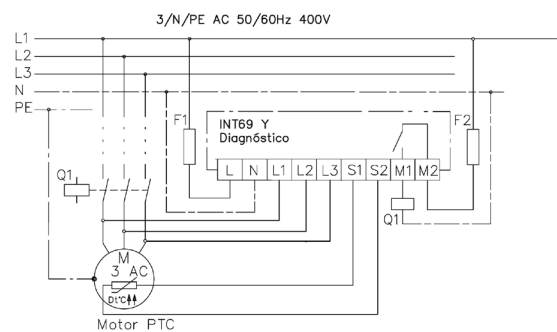 3/N/PE AC 50/60Hz 400V
L1
L2
L3
N
PE
F1
INT69 Y
Diagnóstico
F2
L N L1 L2 L3 S1 S2 M1 M2
Q1
Q1
M
3 AC
Dt°C
Motor PTC